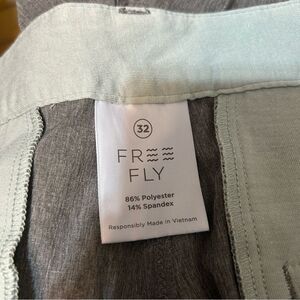 32
FREE
FLY
86% Polyester
14% Spandex
Responsibly Made in Vietnam